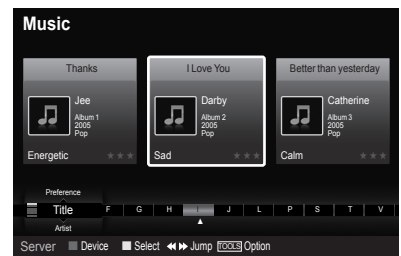 Music
Thanks
Jee
Album 1
2005
Pop
Energetic
I Love You
Darby
Album 2
2005
Pop
Sad
Better than yesterday
Catherine
Album 3
2005
Pop
Calm
Preference
Title F G H I J L P S T V
Artist
Server Device Select Jump TOOLS Option